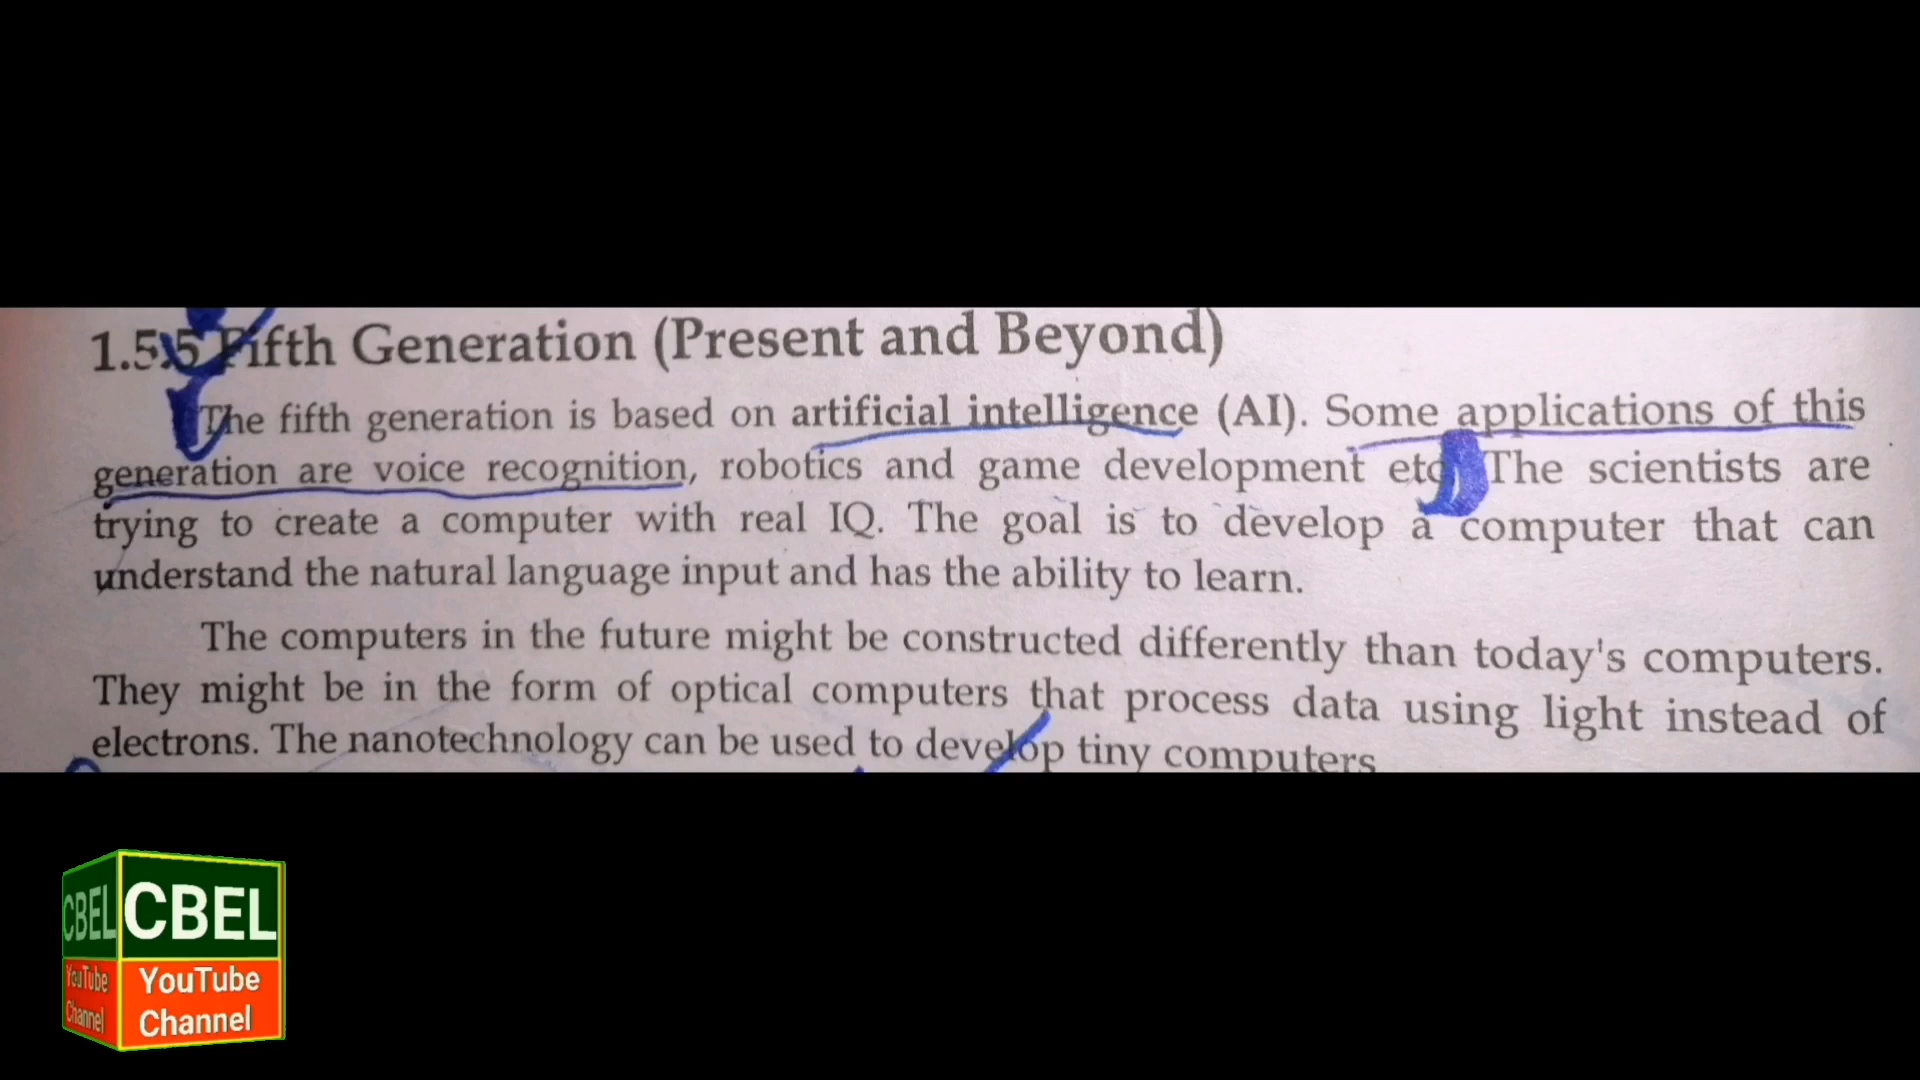 1.5.5 Fifth Generation (Present and Beyond)
The fifth generation is based on artificial intelligence (AI). Some applications of this
generation are voice recognition, robotics and game development etc. The scientists are
trying to create a computer with real IQ. The goal is to develop a computer that can
understand the natural language input and has the ability to learn.
The computers in the future might be constructed differently than today's computers.
They might be in the form of optical computers that process data using light instead of
electrons. The nanotechnology can be used to develop tiny computers
CBEL CBEL
YouTube YouTube
Channel Channel